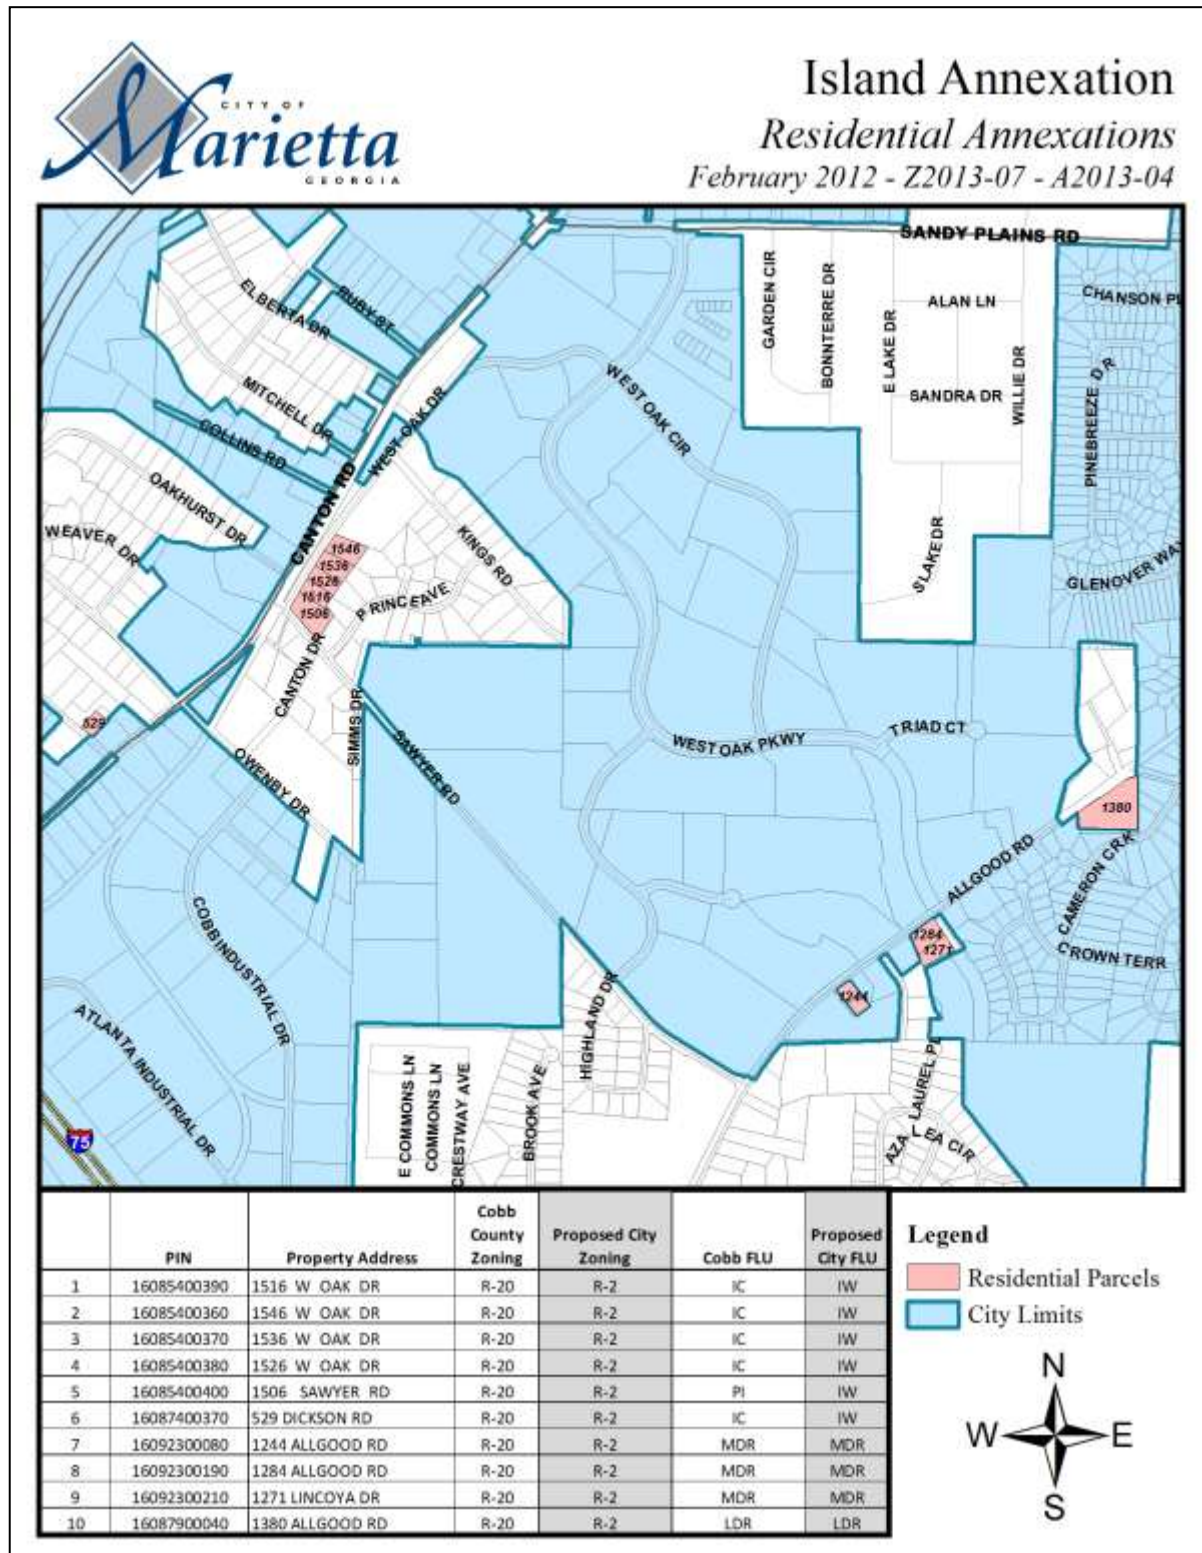 CITY OF
Marietta
GEORGIA
Island Annexation
Residential Annexations
February 2012 - Z2013-07 - A2013-04
SANDY PLAINS RD
GARDEN CIR
BONNTERRE DR
E LAKE DR
ALAN LN
SANDRA DR
WILLIE DR
CHANSON PL
PINEBREEZE DR
GLENOVER WAY
S LAKE DR
ELBERTA DR
RUBY ST
MITCHELL DR
COLLINS RD
WEST OAK DR
WEST OAK CIR
OAKHURST DR
WEAVER DR
CANTON RD
KINGS RD
1546
1536
1526
1516
1506
PRINCE AVE
CANTON DR
SIMMS DR
529
OWENBY DR
SAWYER RD
WEST OAK PKWY
TRIAD CT
1380
ALLGOOD RD
CAMERON CRK
CROWN TERR
1284
1271
1244
COBB INDUSTRIAL DR
ATLANTA INDUSTRIAL DR
75
HIGHLAND DR
E COMMONS LN
COMMONS LN
CRESTWAY AVE
BROOK AVE
LAUREL PL
AZALEA CIR
PIN Property Address Cobb County Zoning Proposed City Zoning Cobb FLU Proposed City FLU
1 16085400390 1516 W OAK DR R-20 R-2 IC IW
2 16085400360 1546 W OAK DR R-20 R-2 IC IW
3 16085400370 1536 W OAK DR R-20 R-2 IC IW
4 16085400380 1526 W OAK DR R-20 R-2 IC IW
5 16085400400 1506 SAWYER RD R-20 R-2 PI IW
6 16087400370 529 DICKSON RD R-20 R-2 IC IW
7 16092300080 1244 ALLGOOD RD R-20 R-2 MDR MDR
8 16092300190 1284 ALLGOOD RD R-20 R-2 MDR MDR
9 16092300210 1271 LINCOYA DR R-20 R-2 MDR MDR
10 16087900040 1380 ALLGOOD RD R-20 R-2 LDR LDR
Legend
Residential Parcels
City Limits
N
W E
S